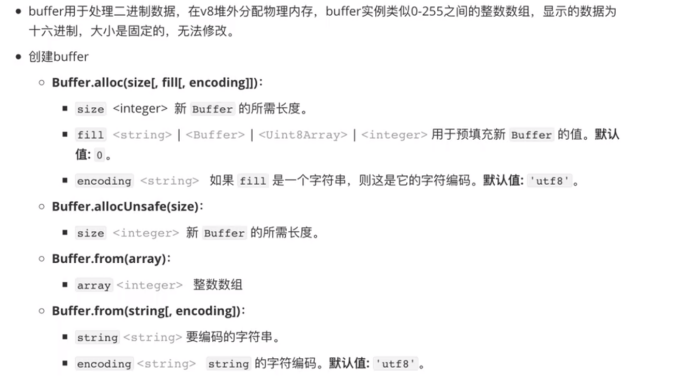 buffer用于处理二进制数据，在v8堆外分配物理内存，buffer实例类似0-255之间的整数数组，显示的数据为
十六进制，大小是固定的，无法修改。
创建buffer
Buffer.alloc(size[, fill[, encoding]])：
size <integer> 新 Buffer 的所需长度。
fill <string> | <Buffer> | <Uint8Array> | <integer> 用于预填充新 Buffer 的值。默认
值: 0 。
encoding <string> 如果 fill 是一个字符串，则这是它的字符编码。默认值: 'utf8' 。
Buffer.allocUnsafe(size)：
size <integer> 新 Buffer 的所需长度。
Buffer.from(array)：
array <integer> 整数数组
Buffer.from(string[, encoding])：
string <string> 要编码的字符串。
encoding <string> string 的字符编码。默认值: 'utf8' 。